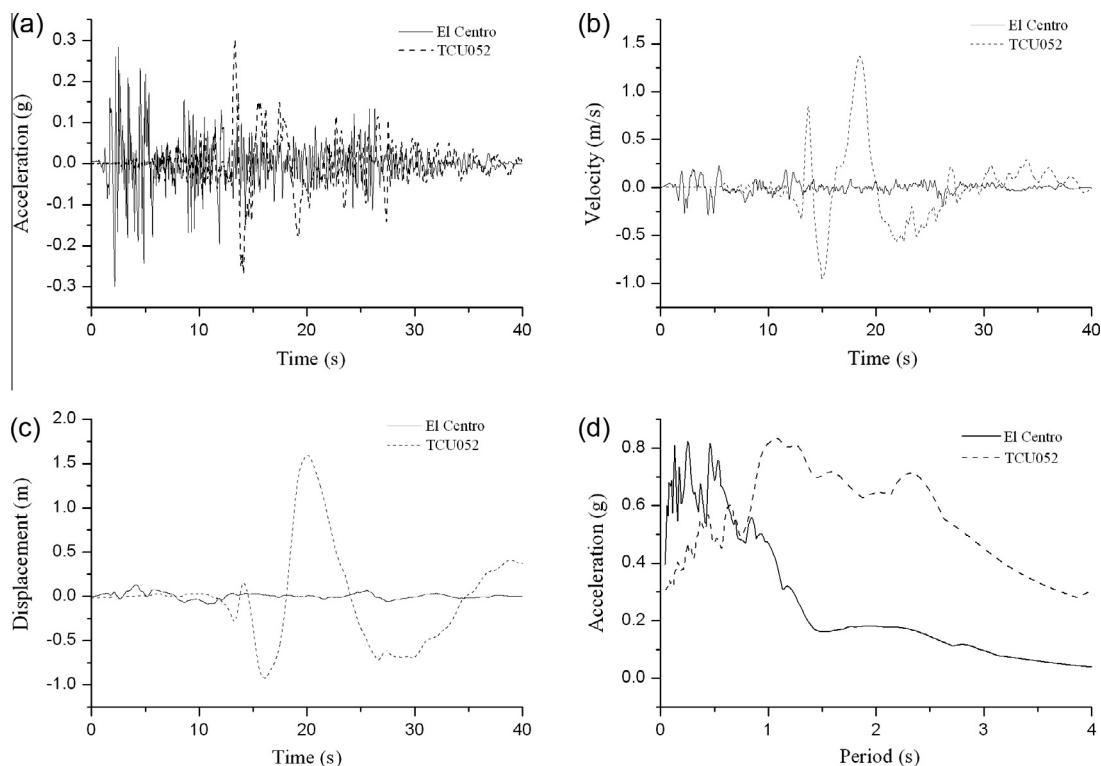 (a)
El Centro
TCU052
Acceleration (g)
0.3
0.2
0.1
0.0
-0.1
-0.2
-0.3
0 10 20 30 40
Time (s)
(b)
El Centro
TCU052
Velocity (m/s)
1.5
1.0
0.5
0.0
-0.5
-1.0
0 10 20 30 40
Time (s)
(c)
El Centro
TCU052
Displacement (m)
2.0
1.5
1.0
0.5
0.0
-0.5
-1.0
0 10 20 30 40
Time (s)
(d)
El Centro
TCU052
Acceleration (g)
0.8
0.6
0.4
0.2
0.0
0 1 2 3 4
Period (s)